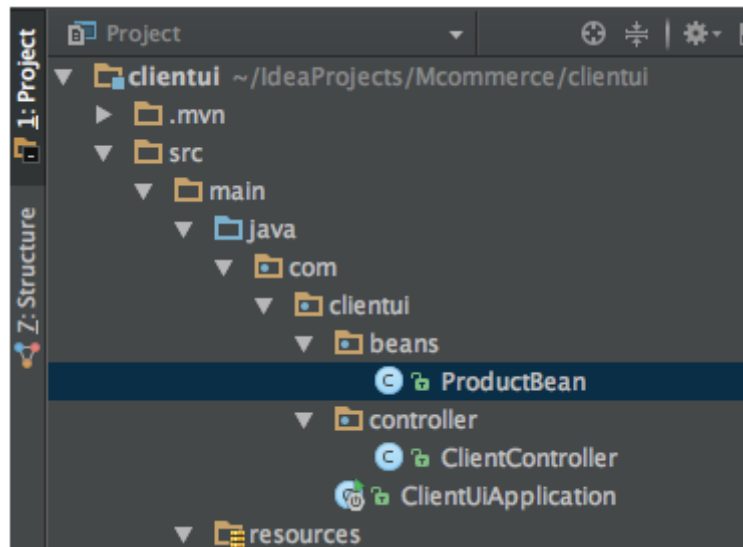 Project
clientui ~/IdeaProjects/Mcommerce/clientui
.mvn
src
main
java
com
clientui
beans
ProductBean
controller
ClientController
ClientUiApplication
resources
1: Project
7: Structure